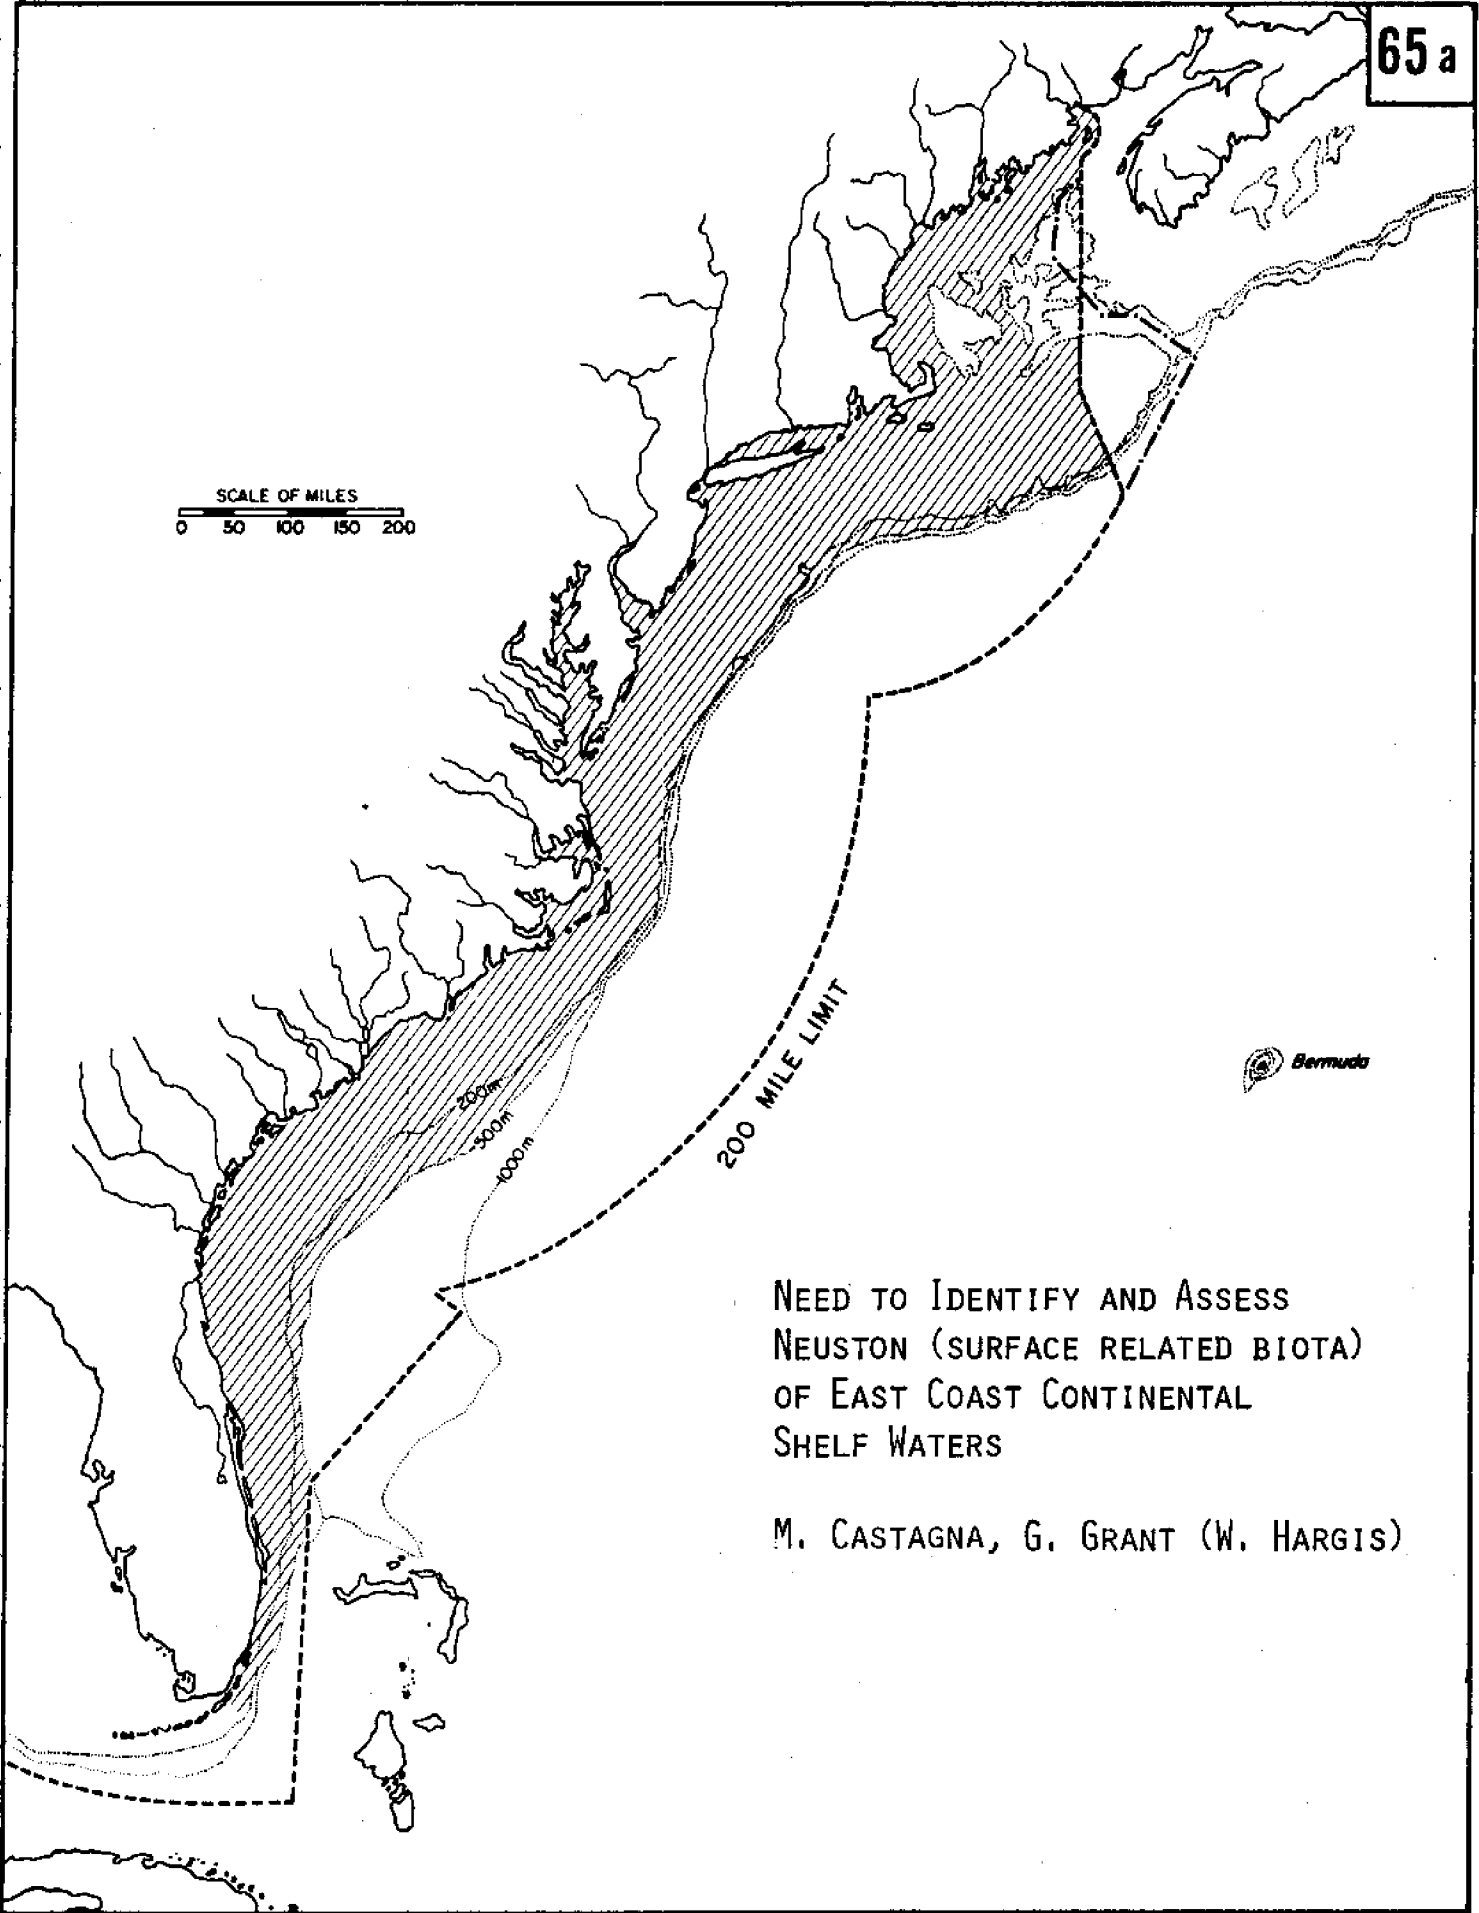 65 a
SCALE OF MILES
0 50 100 150 200
200 MILE LIMIT
Bermuda
200m
500m
1000m
NEED TO IDENTIFY AND ASSESS
NEUSTON (SURFACE RELATED BIOTA)
OF EAST COAST CONTINENTAL
SHELF WATERS
M. CASTAGNA, G. GRANT (W. HARGIS)